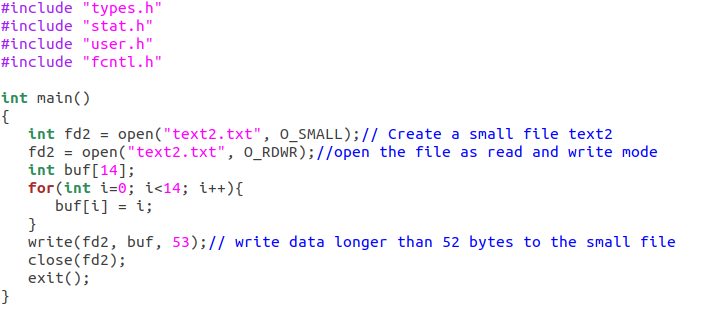 #include "types.h"
#include "stat.h"
#include "user.h"
#include "fcntl.h"

int main()
{
   int fd2 = open("text2.txt", O_SMALL);// Create a small file text2
   fd2 = open("text2.txt", O_RDWR);//open the file as read and write mode
   int buf[14];
   for(int i=0; i<14; i++){
      buf[i] = i;
   }
   write(fd2, buf, 53);// write data longer than 52 bytes to the small file
   close(fd2);
   exit();
}